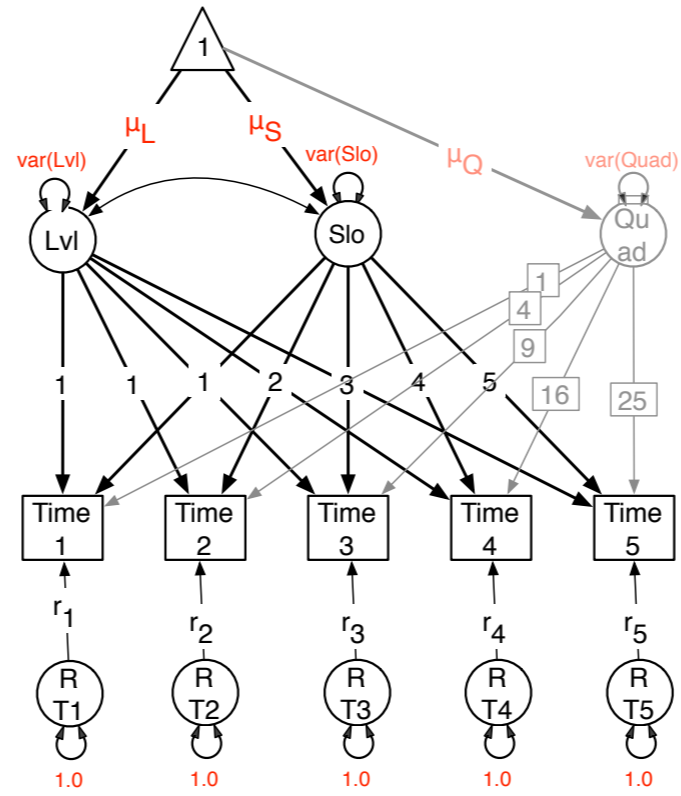 1
μL
μS
μQ
var(Lvl)
var(Slo)
var(Quad)
Lvl
Slo
Qu
ad
1
4
9
16
25
1 1 1 2 3 4 5
Time
1
Time
2
Time
3
Time
4
Time
5
r1 r2 r3 r4 r5
R
T1
R
T2
R
T3
R
T4
R
T5
1.0 1.0 1.0 1.0 1.0